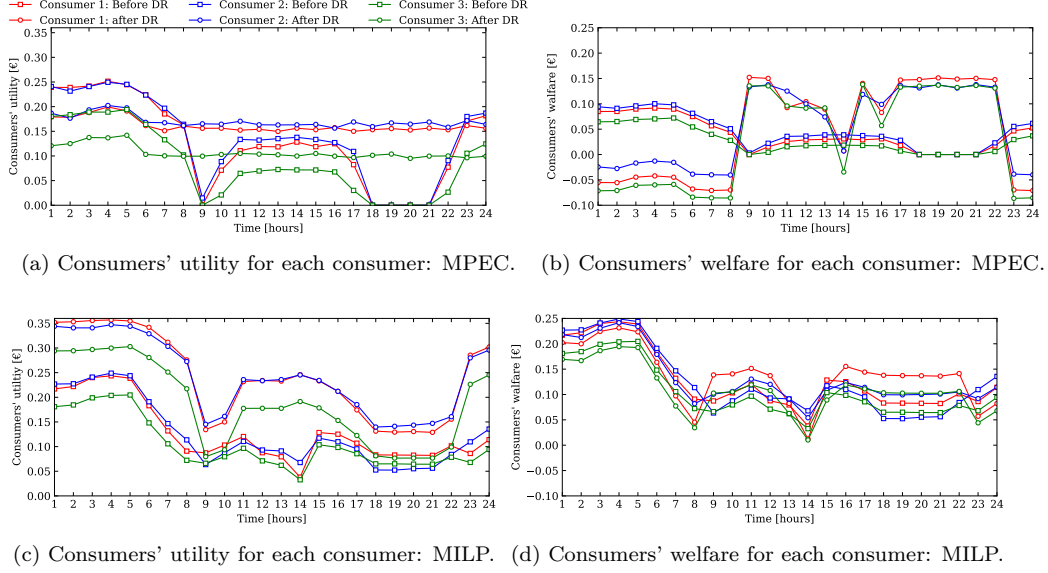 Consumer 1: Before DR Consumer 2: Before DR Consumer 3: Before DR
Consumer 1: after DR Consumer 2: After DR Consumer 3: After DR
0.35
0.30
0.25
0.20
0.15
0.10
0.05
0.00
Consumers' utility [€]
1 2 3 4 5 6 7 8 9 10 11 12 13 14 15 16 17 18 19 20 21 22 23 24
Time [hours]
0.25
0.20
0.15
0.10
0.05
0.00
−0.05
−0.10
Consumers' welfare [€]
1 2 3 4 5 6 7 8 9 10 11 12 13 14 15 16 17 18 19 20 21 22 23 24
Time [hours]
(a) Consumers' utility for each consumer: MPEC.
(b) Consumers' welfare for each consumer: MPEC.
0.35
0.30
0.25
0.20
0.15
0.10
0.05
0.00
Consumers' utiltiy [€]
1 2 3 4 5 6 7 8 9 10 11 12 13 14 15 16 17 18 19 20 21 22 23 24
Time [hours]
0.25
0.20
0.15
0.10
0.05
0.00
−0.05
−0.10
Consumers' welfare [€]
1 2 3 4 5 6 7 8 9 10 11 12 13 14 15 16 17 18 19 20 21 22 23 24
Time [hours]
(c) Consumers' utility for each consumer: MILP.
(d) Consumers' welfare for each consumer: MILP.